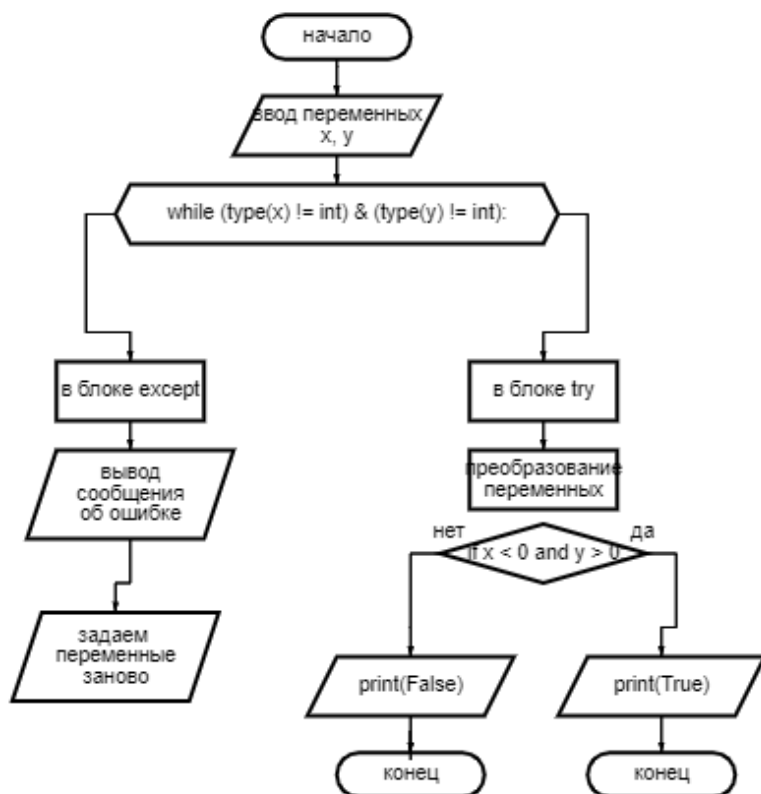 начало
ввод переменных
x, y
while (type(x) != int) & (type(y) != int):
в блоке except
в блоке try
вывод
сообщения
об ошибке
преобразование
переменных
нет
да
if x < 0 and y > 0
задаем
переменные
заново
print(False)
print(True)
конец
конец